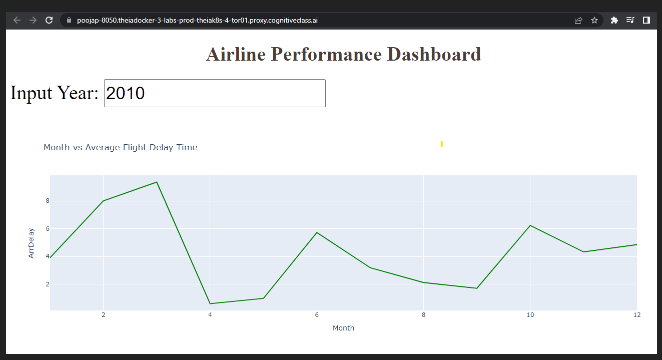 poojap-8050.theiadocker-3-labs-prod-theiak8s-4-tor01.proxy.cognitiveclass.ai
Airline Performance Dashboard
Input Year: 2010
Month vs Average Flight Delay Time
ArrDelay
8
6
4
2
2 4 6 8 10 12
Month